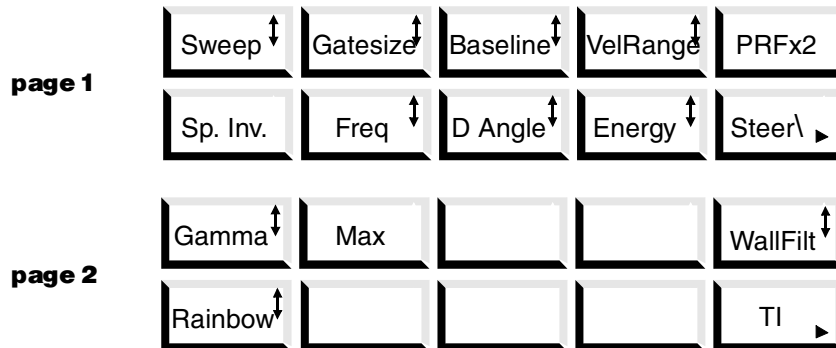 Sweep Gatesize Baseline VelRange PRFx2
page 1
Sp. Inv. Freq D Angle Energy Steer\
Gamma Max WallFilt
page 2
Rainbow TI